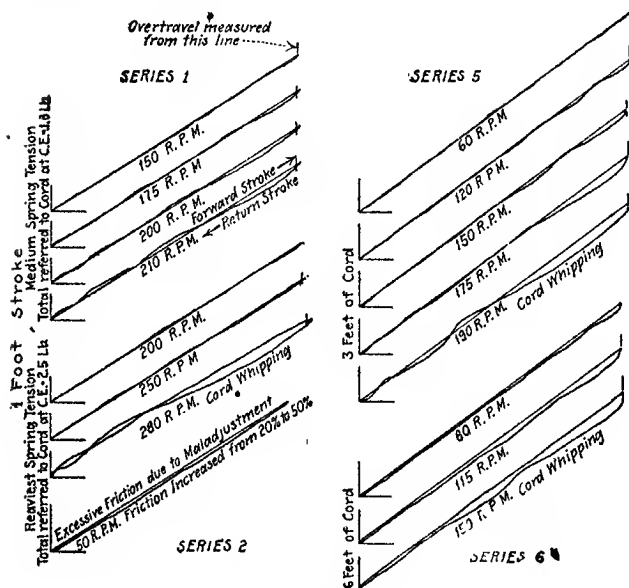 Overtravel measured
from this line
SERIES 1
150 R.P.M.
175 R.P.M.
200 R.P.M.
Forward Stroke
210 R.P.M.
Return Stroke
1 Foot Stroke
Medium Spring Tension
Total referred to Cord at C.E.=1.8 Lb
200 R.P.M.
250 R.P.M
280 R.P.M. Cord Whipping
Heaviest Spring Tension
Total referred to Cord at C.E.=2.5 Lb
Excessive Friction due to Maladjustment
50 R.P.M. Friction Increased from 20% to 50%
SERIES 2
SERIES 5
60 R.P.M.
120 R.P.M
150 R.P.M.
175 R.P.M.
190 R.P.M. Cord Whipping
3 Feet of Cord
80 R.P.M.
115 R.P.M.
150 R.P.M. Cord Whipping
6 Feet of Cord
SERIES 6